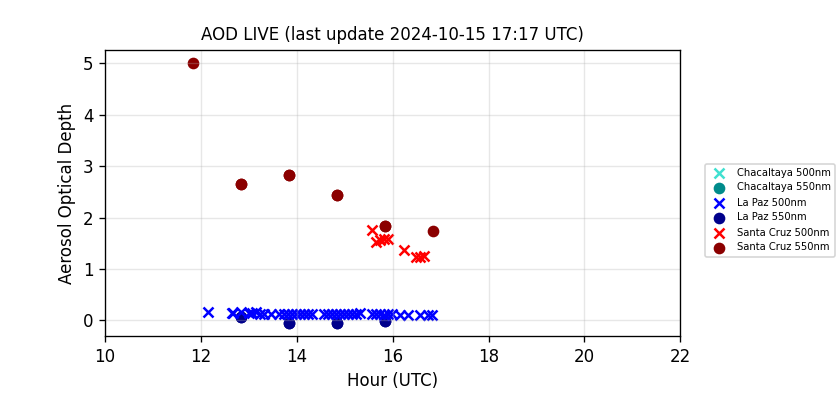 AOD LIVE (last update 2024-10-15 17:17 UTC)
Aerosol Optical Depth
5
4
3
2
1
0
10 12 14 16 18 20 22
Hour (UTC)
Chacaltaya 500nm
Chacaltaya 550nm
La Paz 500nm
La Paz 550nm
Santa Cruz 500nm
Santa Cruz 550nm